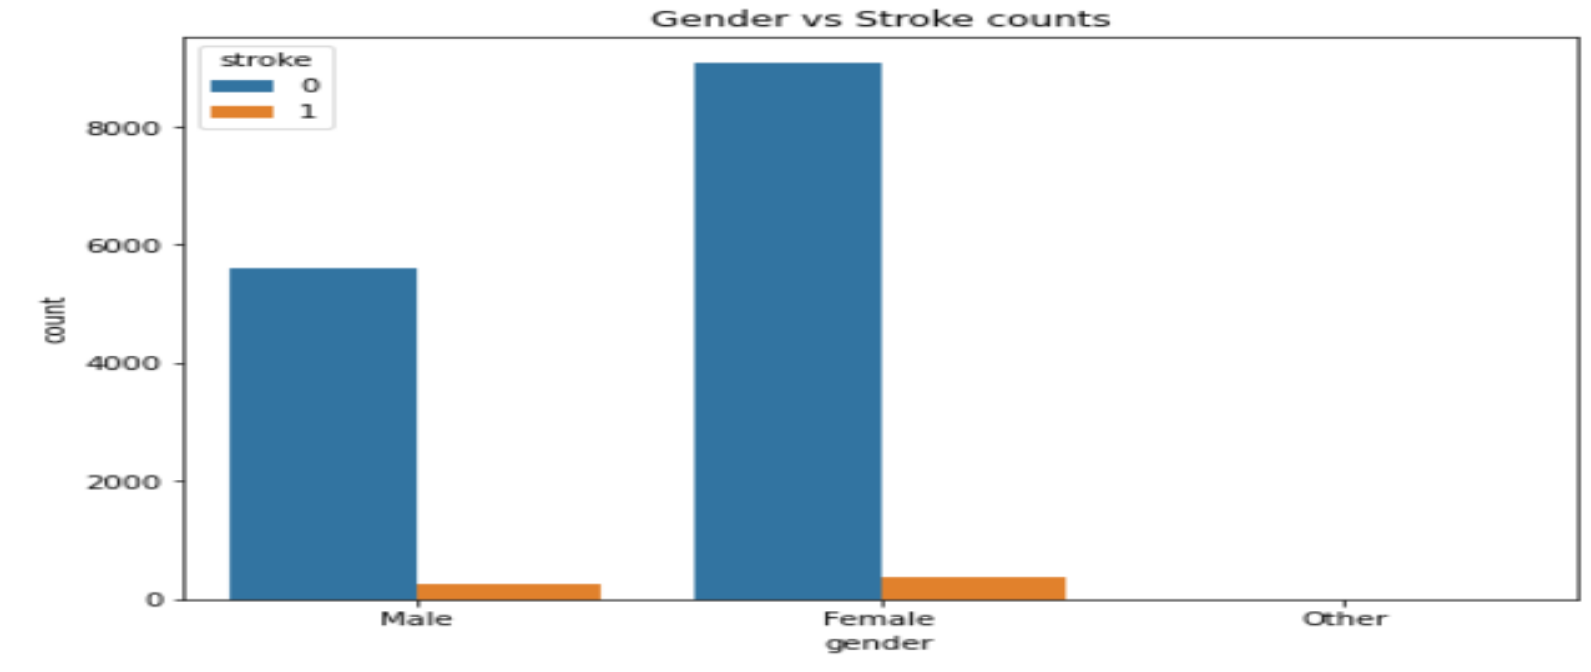 Gender vs Stroke counts
stroke
0
1
8000
6000
4000
2000
0
count
Male
Female
Other
gender